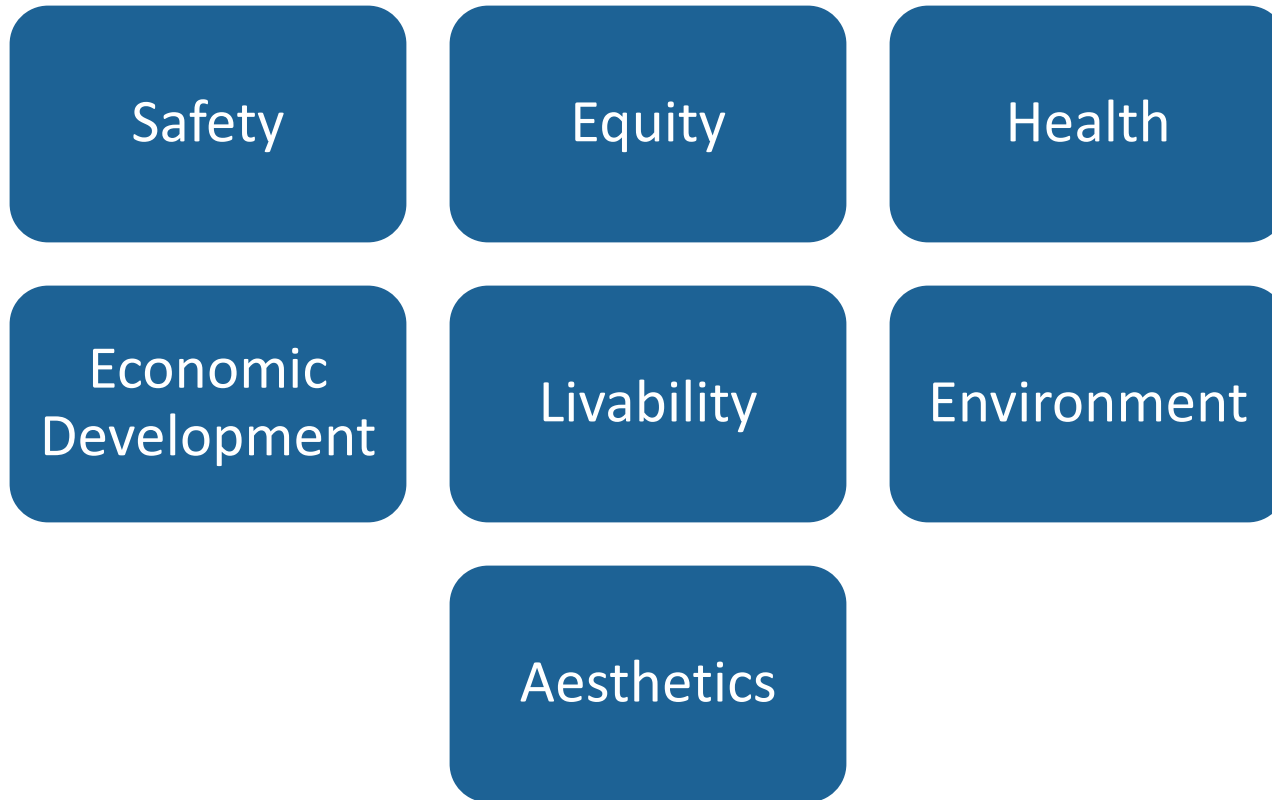 Safety
Equity
Health
Economic
Development
Livability
Environment
Aesthetics